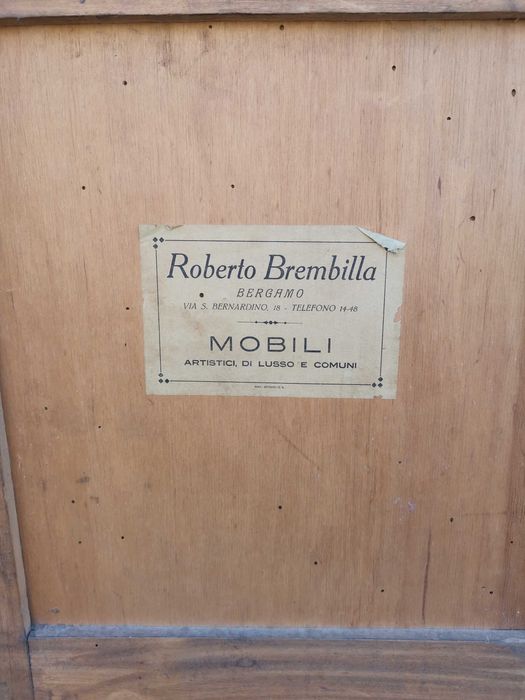 Roberto Brembilla
BERGAMO
VIA S. BERNARDINO, 18 - TELEFONO 14-48
MOBILI
ARTISTICI, DI LUSSO E COMUNI